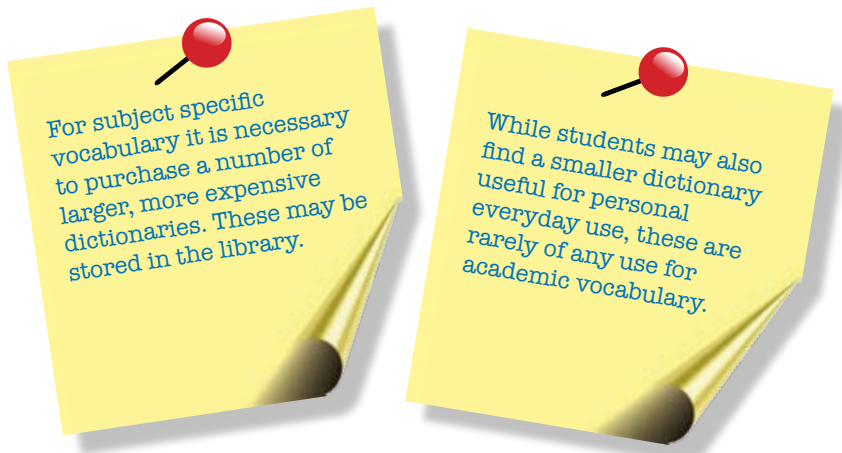 For subject specific
vocabulary it is necessary
to purchase a number of
larger, more expensive
dictionaries. These may be
stored in the library.
While students may also
find a smaller dictionary
useful for personal
everyday use, these are
rarely of any use for
academic vocabulary.